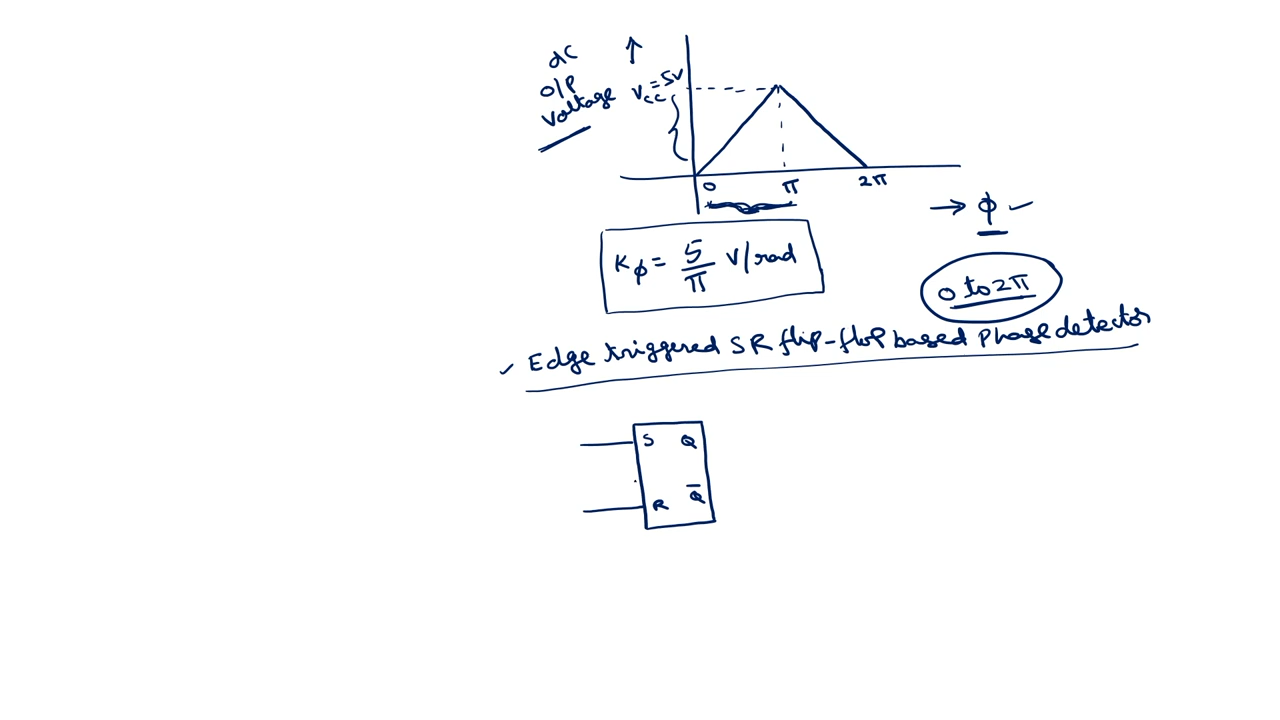 dc
o/p
voltage
↑
Vcc = 5V
0 π 2π
→ ϕ ✓
Kϕ = 5/π V/rad
0 to 2π
✓ Edge triggered SR flip-flop based Phase detector
S Q
R Q̅